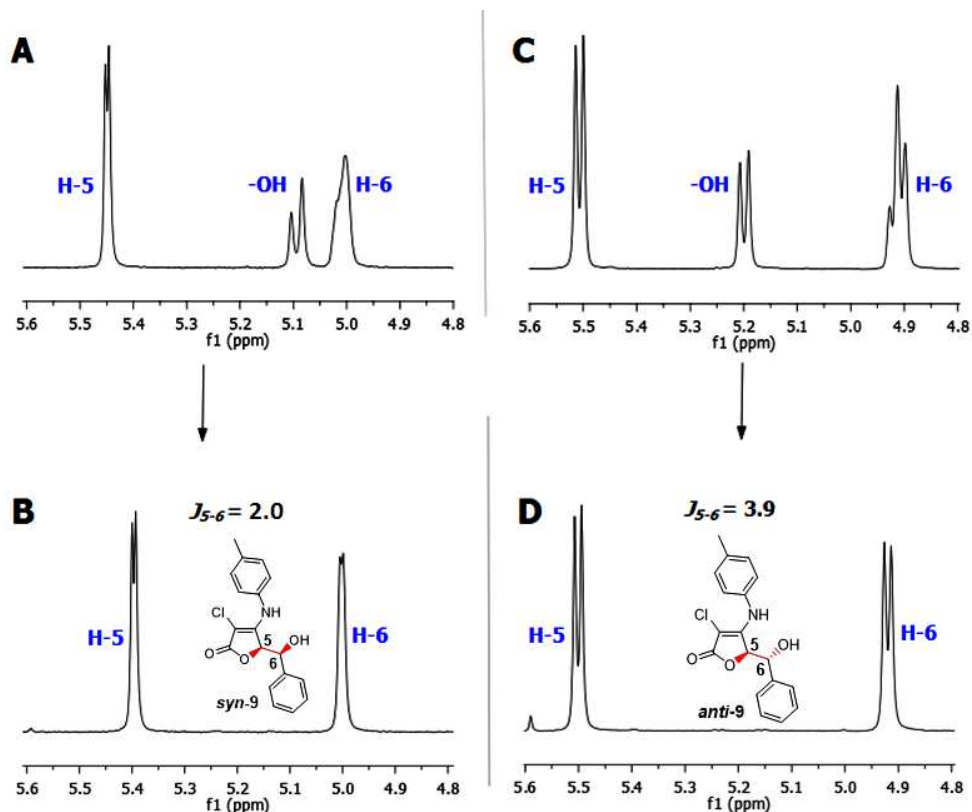 A
H-5
-OH
H-6
5.6 5.5 5.4 5.3 5.2 5.1 5.0 4.9 4.8
f1 (ppm)
C
H-5
-OH
H-6
5.6 5.5 5.4 5.3 5.2 5.1 5.0 4.9 4.8
f1 (ppm)
B
J5-6 = 2.0
NH
Cl
OH
5
O
O
6
H-5
H-6
syn-9
5.6 5.5 5.4 5.3 5.2 5.1 5.0 4.9 4.8
f1 (ppm)
D
J5-6 = 3.9
NH
Cl
OH
5
O
O
6
H-5
H-6
anti-9
5.6 5.5 5.4 5.3 5.2 5.1 5.0 4.9 4.8
f1 (ppm)